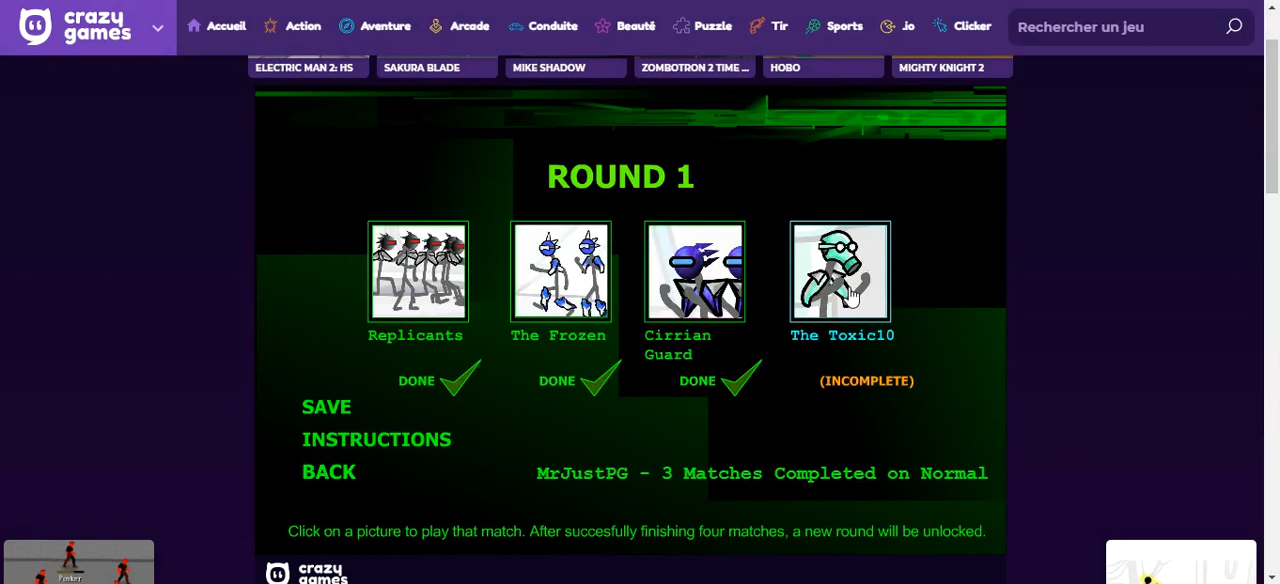 crazy games
Accueil Action Aventure Arcade Conduite Beauté Puzzle Tir Sports .io Clicker Rechercher un jeu
ELECTRIC MAN 2: HS SAKURA BLADE MIKE SHADOW ZOMBOTRON 2 TIME ... HOBO MIGHTY KNIGHT 2
ROUND 1
Replicants The Frozen Cirrian Guard The Toxic10
DONE DONE DONE (INCOMPLETE)
SAVE
INSTRUCTIONS
BACK MrJustPG - 3 Matches Completed on Normal
Click on a picture to play that match. After succesfully finishing four matches, a new round will be unlocked.
crazy games